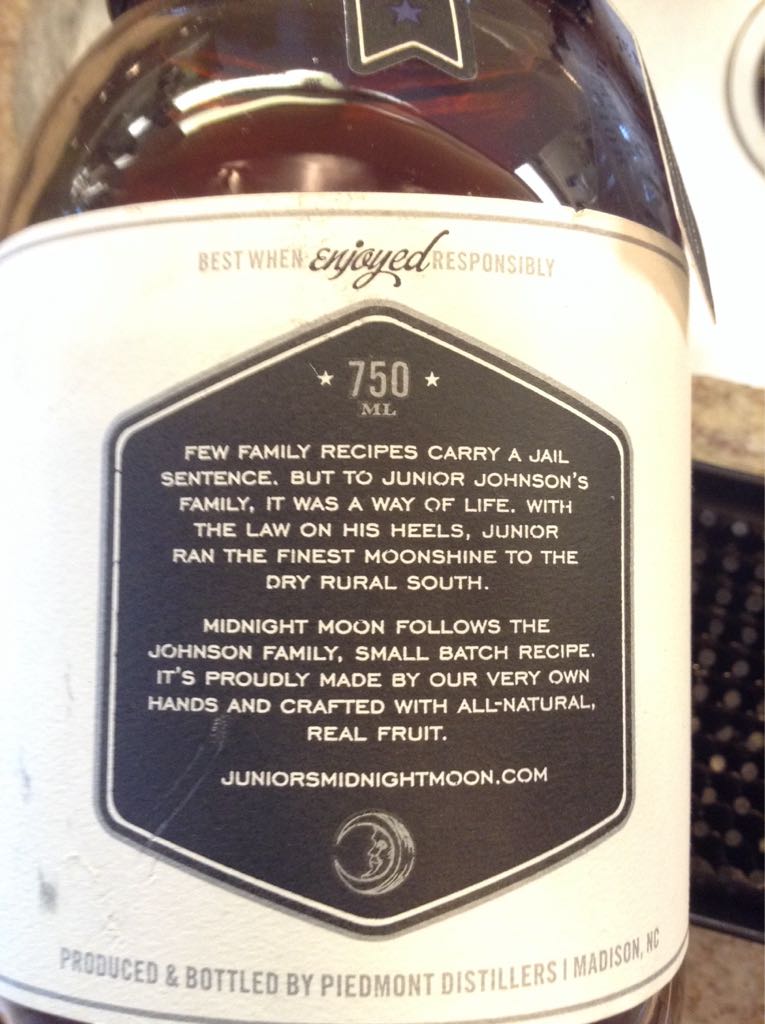 BEST WHEN enjoyed RESPONSIBLY
750
ML
FEW FAMILY RECIPES CARRY A JAIL
SENTENCE. BUT TO JUNIOR JOHNSON'S
FAMILY, IT WAS A WAY OF LIFE. WITH
THE LAW ON HIS HEELS, JUNIOR
RAN THE FINEST MOONSHINE TO THE
DRY RURAL SOUTH.
MIDNIGHT MOON FOLLOWS THE
JOHNSON FAMILY, SMALL BATCH RECIPE.
IT'S PROUDLY MADE BY OUR VERY OWN
HANDS AND CRAFTED WITH ALL-NATURAL,
REAL FRUIT.
JUNIORSMIDNIGHTMOON.COM
PRODUCED & BOTTLED BY PIEDMONT DISTILLERS | MADISON, NC